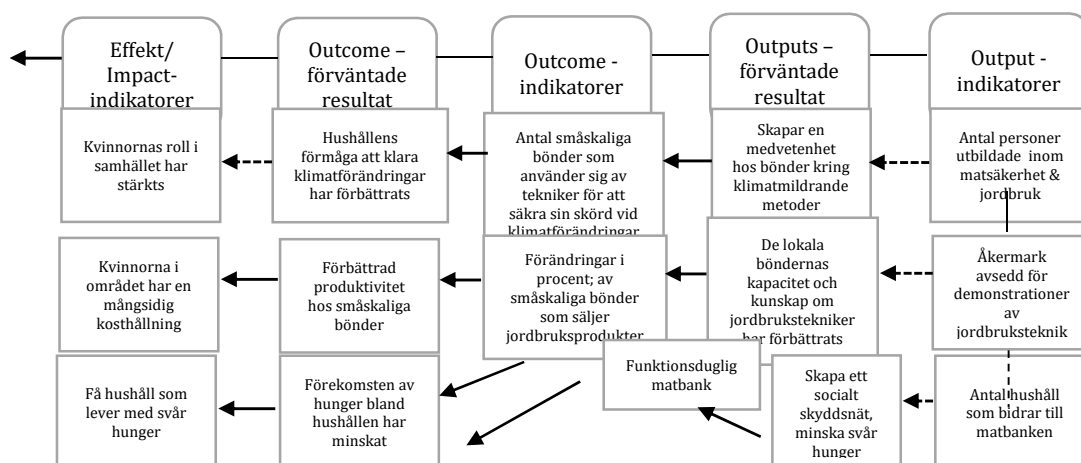 Effekt/
Impact-
indikatorer
Outcome –
förväntade
resultat
Outcome -
indikatorer
Outputs –
förväntade
resultat
Output -
indikatorer
Kvinnornas roll i
samhället har
stärkts
Hushållens
förmåga att klara
klimatförändringar
har förbättrats
Antal småskaliga
bönder som
använder sig av
tekniker för att
säkra sin skörd vid
klimatförändringar
Skapar en
medvetenhet
hos bönder kring
klimatmildrande
metoder
Antal personer
utbildade inom
matsäkerhet &
jordbruk
Kvinnorna i
området har en
mångsidig
kosthållning
Förbättrad
produktivitet
hos småskaliga
bönder
Förändringar i
procent; av
småskaliga bönder
som säljer
jordbruksprodukter
De lokala
böndernas
kapacitet och
kunskap om
jordbrukstekniker
har förbättrats
Åkermark
avsedd för
demonstrationer
av
jordbruksteknik
Få hushåll som
lever med svår
hunger
Förekomsten av
hunger bland
hushållen har
minskat
Funktionsduglig
matbank
Skapa ett
socialt
skyddsnät,
minska svår
hunger
Antal hushåll
som bidrar till
matbanken